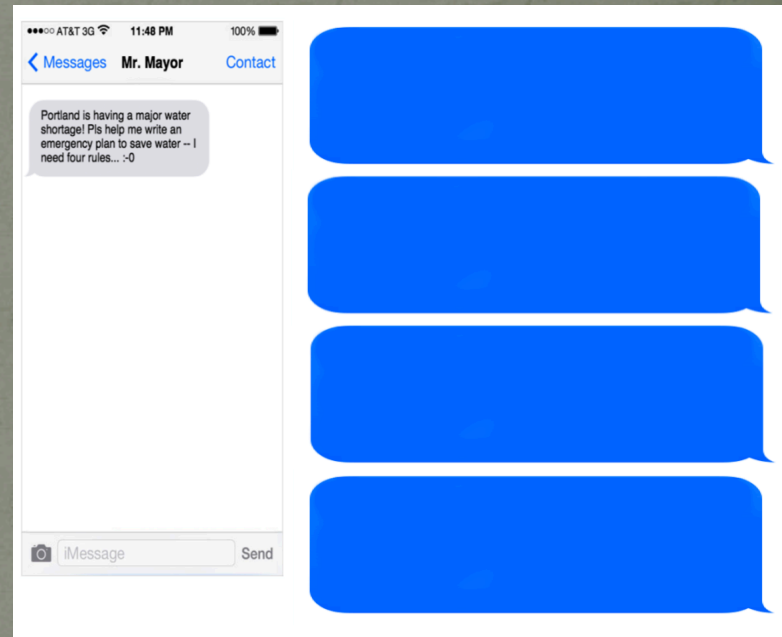 ●●●○○ AT&T 3G 11:48 PM 100%
Messages Mr. Mayor Contact
Portland is having a major water
shortage! Pls help me write an
emergency plan to save water -- I
need four rules... :-0
iMessage Send